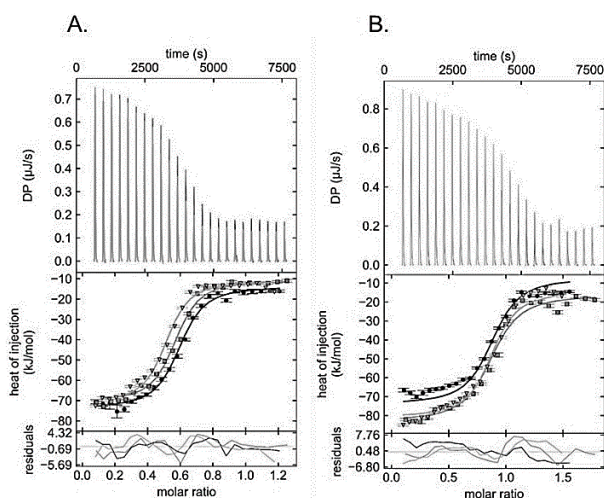 A.
time (s)
0 2500 5000 7500
0.7
0.6
0.5
0.4
0.3
0.2
0.1
0.0
DP (µJ/s)
−10
−20
−30
−40
−50
−60
−70
−80
heat of injection
(kJ/mol)
4.32
−0.69
−5.69
residuals
0.0 0.2 0.4 0.6 0.8 1.0 1.2
molar ratio
B.
time (s)
0 2500 5000 7500
0.8
0.6
0.4
0.2
0.0
DP (µJ/s)
−10
−20
−30
−40
−50
−60
−70
−80
heat of injection
(kJ/mol)
7.76
0.48
−6.80
residuals
0.0 0.5 1.0 1.5
molar ratio